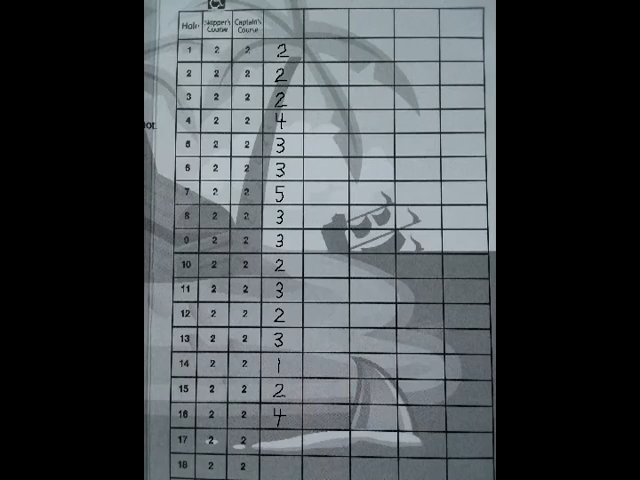 not.
Hole Skipper's Course Captain's Course
1 2 2 2
2 2 2 2
3 2 2 2
4 2 2 4
5 2 2 3
6 2 2 3
7 2 2 5
8 2 2 3
9 2 2 3
10 2 2 2
11 2 2 3
12 2 2 2
13 2 2 3
14 2 2 1
15 2 2 2
16 2 2 4
17 2 2
18 2 2